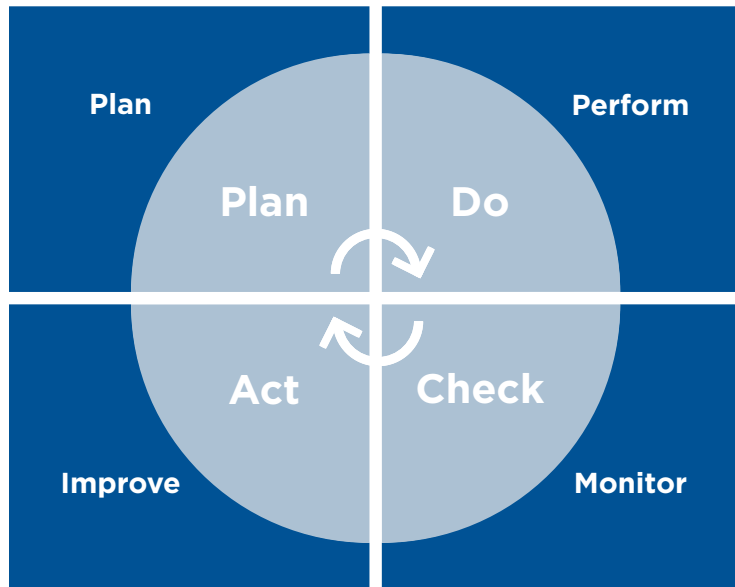 Plan
Perform
Plan
Do
Act
Check
Improve
Monitor